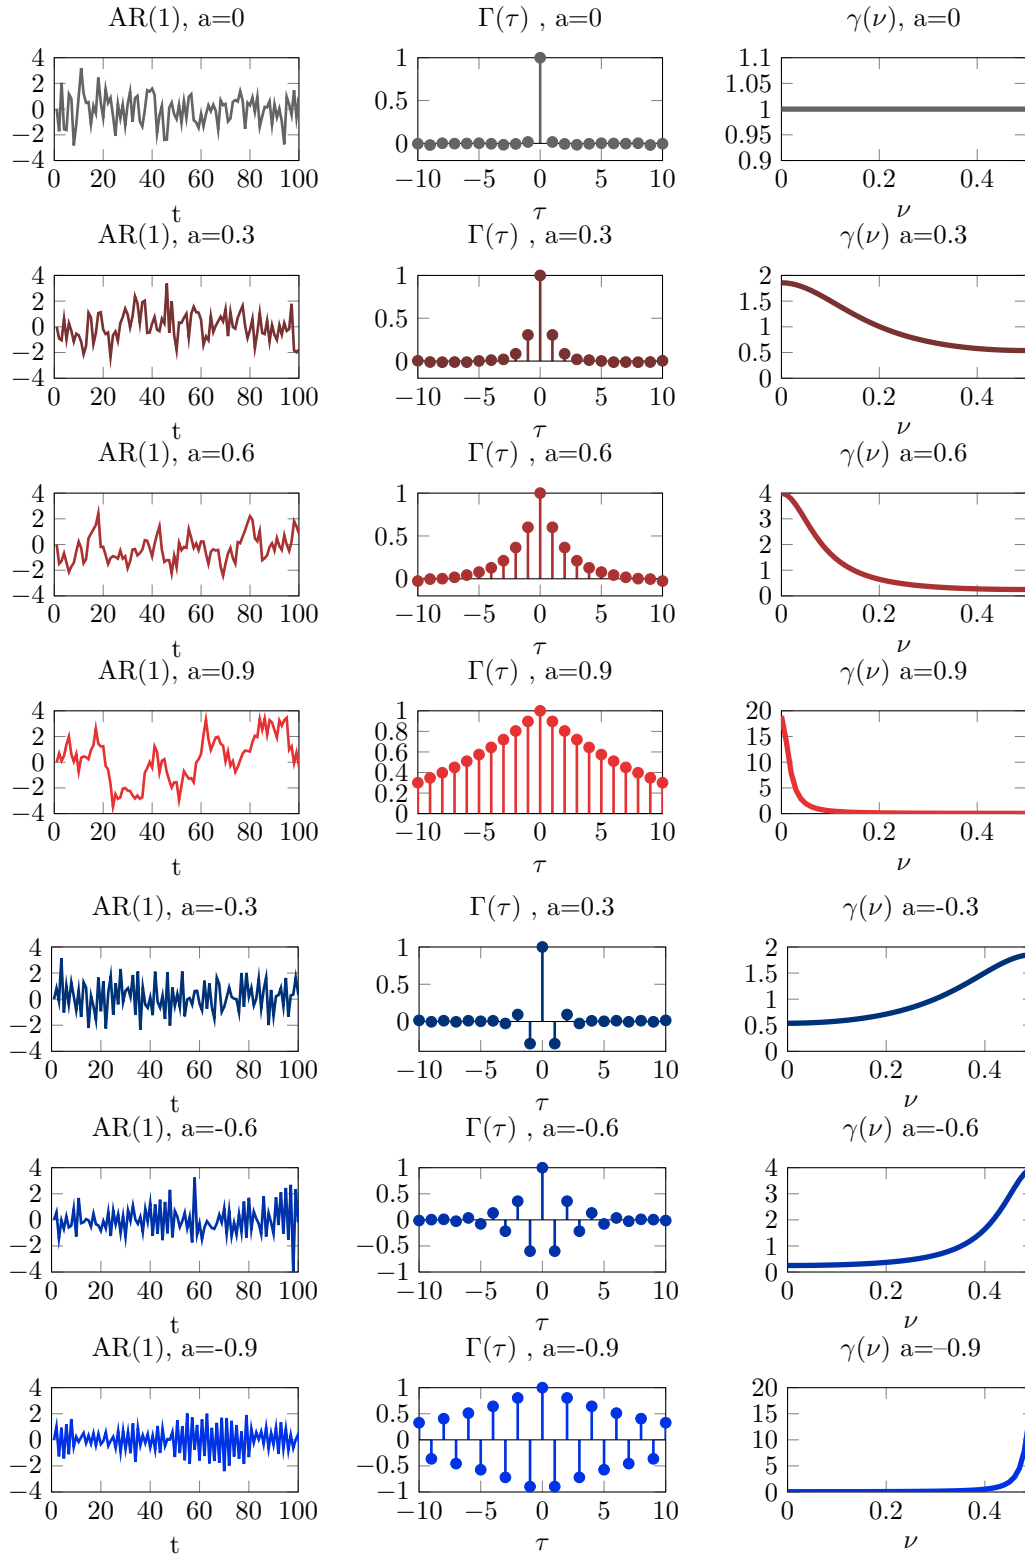 AR(1), a=0 Γ(τ) , a=0 γ(ν), a=0
4 2 0 −2 −4 1 0.5 0 1.1 1.05 1 0.95 0.9
0 20 40 60 80 100 −10 −5 0 5 10 0 0.2 0.4
t τ ν
AR(1), a=0.3 Γ(τ) , a=0.3 γ(ν) a=0.3
4 2 0 −2 −4 1 0.5 0 2 1.5 1 0.5 0
0 20 40 60 80 100 −10 −5 0 5 10 0 0.2 0.4
t τ ν
AR(1), a=0.6 Γ(τ) , a=0.6 γ(ν) a=0.6
4 2 0 −2 −4 1 0.5 0 4 3 2 1 0
0 20 40 60 80 100 −10 −5 0 5 10 0 0.2 0.4
t τ ν
AR(1), a=0.9 Γ(τ) , a=0.9 γ(ν) a=0.9
4 2 0 −2 −4 1 0.8 0.6 0.4 0.2 0 20 15 10 5 0
0 20 40 60 80 100 −10 −5 0 5 10 0 0.2 0.4
t τ ν
AR(1), a=-0.3 Γ(τ) , a=0.3 γ(ν) a=-0.3
4 2 0 −2 −4 1 0.5 0 2 1.5 1 0.5 0
0 20 40 60 80 100 −10 −5 0 5 10 0 0.2 0.4
t τ ν
AR(1), a=-0.6 Γ(τ) , a=-0.6 γ(ν) a=-0.6
4 2 0 −2 −4 1 0.5 0 −0.5 −1 4 3 2 1 0
0 20 40 60 80 100 −10 −5 0 5 10 0 0.2 0.4
t τ ν
AR(1), a=-0.9 Γ(τ) , a=-0.9 γ(ν) a=–0.9
4 2 0 −2 −4 1 0.5 0 −0.5 −1 20 15 10 5 0
0 20 40 60 80 100 −10 −5 0 5 10 0 0.2 0.4
t τ ν